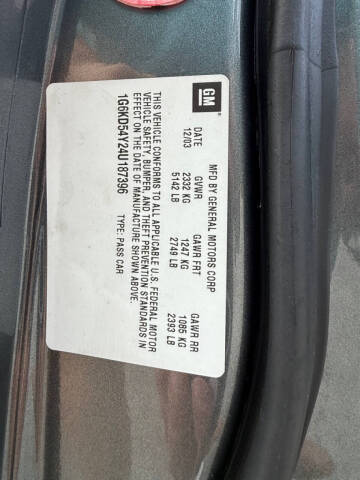 GM
MFD BY GENERAL MOTORS CORP
DATE GVWR GAWR FRT GAWR RR
12/03 2332 KG 1247 KG 1085 KG
5142 LB 2749 LB 2393 LB
THIS VEHICLE CONFORMS TO ALL APPLICABLE U.S. FEDERAL MOTOR
VEHICLE SAFETY, BUMPER, AND THEFT PREVENTION STANDARDS IN
EFFECT ON THE DATE OF MANUFACTURE SHOWN ABOVE.
1G6KD54Y24U187396 TYPE: PASS CAR